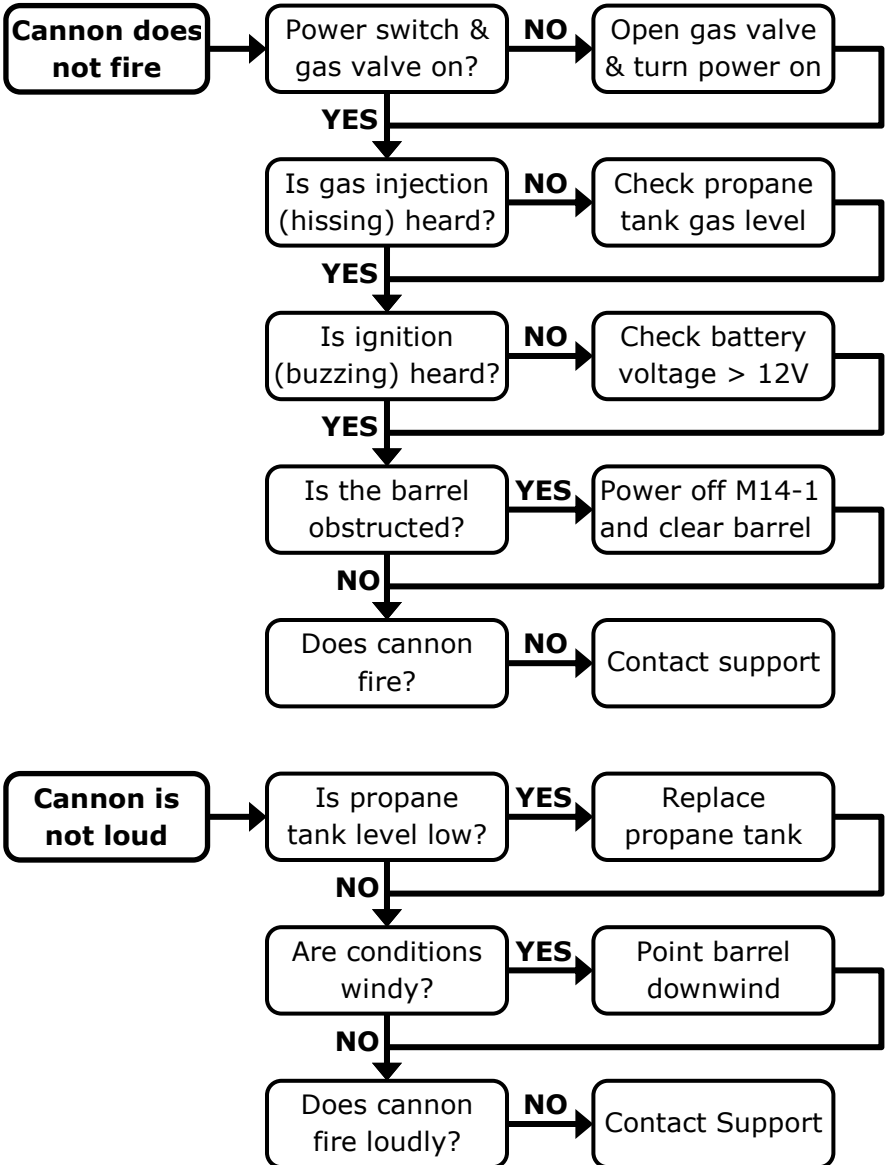 Cannon does
not fire
Power switch &
gas valve on?
NO
Open gas valve
& turn power on
YES
Is gas injection
(hissing) heard?
NO
Check propane
tank gas level
YES
Is ignition
(buzzing) heard?
NO
Check battery
voltage > 12V
YES
Is the barrel
obstructed?
YES
Power off M14-1
and clear barrel
NO
Does cannon
fire?
NO
Contact support
Cannon is
not loud
Is propane
tank level low?
YES
Replace
propane tank
NO
Are conditions
windy?
YES
Point barrel
downwind
NO
Does cannon
fire loudly?
NO
Contact Support